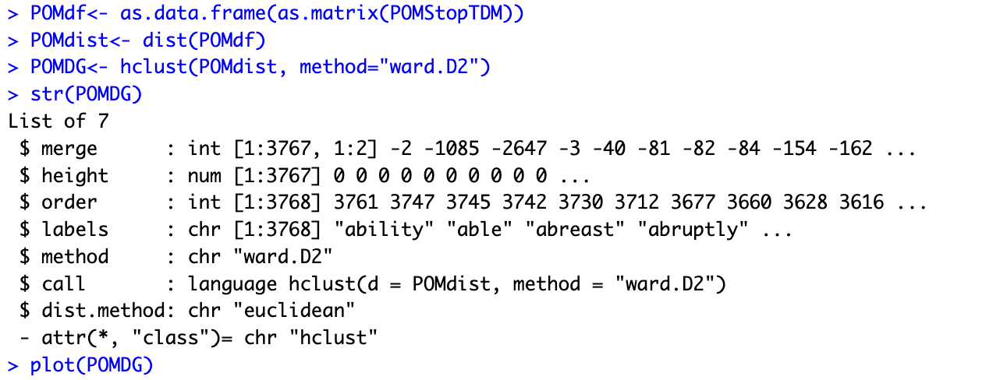 > POMdf<- as.data.frame(as.matrix(POMStopTDM))
> POMdist<- dist(POMdf)
> POMDG<- hclust(POMdist, method="ward.D2")
> str(POMDG)
List of 7
 $ merge      : int [1:3767, 1:2] -2 -1085 -2647 -3 -40 -81 -82 -84 -154 -162 ...
 $ height     : num [1:3767] 0 0 0 0 0 0 0 0 0 0 ...
 $ order      : int [1:3768] 3761 3747 3745 3742 3730 3712 3677 3660 3628 3616 ...
 $ labels     : chr [1:3768] "ability" "able" "abreast" "abruptly" ...
 $ method     : chr "ward.D2"
 $ call       : language hclust(d = POMdist, method = "ward.D2")
 $ dist.method: chr "euclidean"
 - attr(*, "class")= chr "hclust"
> plot(POMDG)